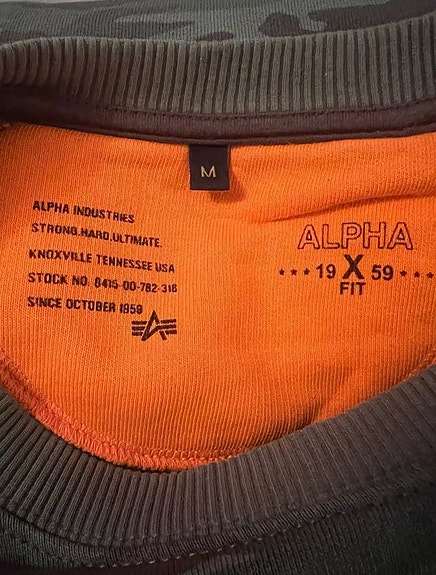 M
ALPHA INDUSTRIES
STRONG.HARD.ULTIMATE.
KNOXVILLE TENNESSEE USA
STOCK NO. 8415-00-782-318
SINCE OCTOBER 1959
ALPHA
*** 19 X 59 ***
FIT